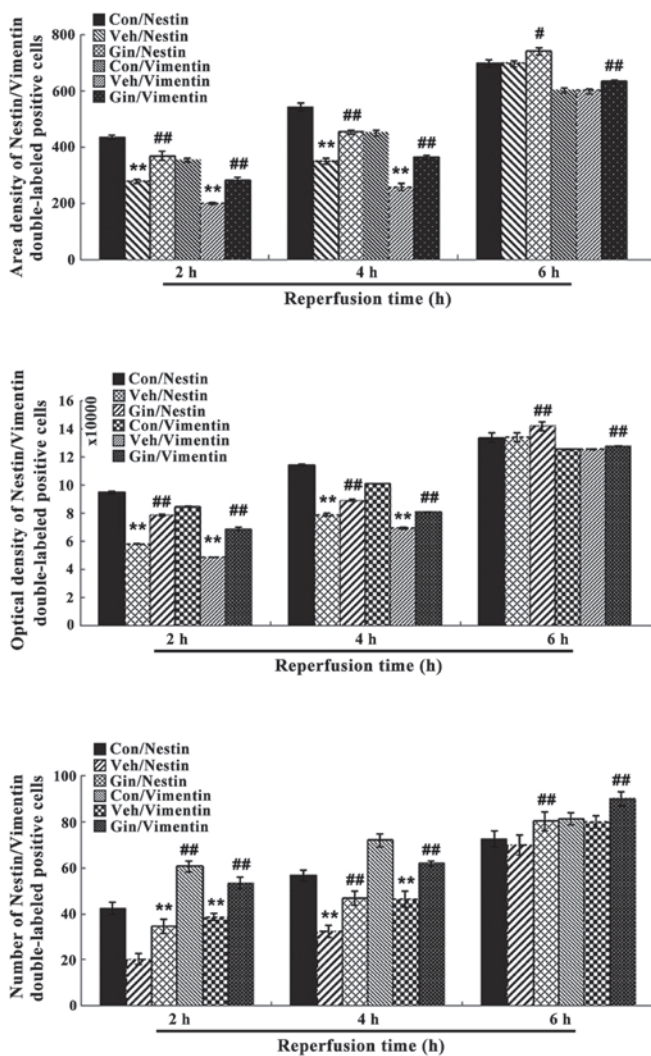 Area density of Nestin/Vimentin
double-labeled positive cells
800
600
400
200
0
Con/Nestin
Veh/Nestin
Gin/Nestin
Con/Vimentin
Veh/Vimentin
Gin/Vimentin
** ## ** ##
** ## ** ##
# ##
2 h 4 h 6 h
Reperfusion time (h)
Optical density of Nestin/Vimentin
double-labeled positive cells
x10000
16
14
12
10
8
6
4
2
0
Con/Nestin
Veh/Nestin
Gin/Nestin
Con/Vimentin
Veh/Vimentin
Gin/Vimentin
** ## ** ##
** ## ** ##
## ##
2 h 4 h 6 h
Reperfusion time (h)
Number of Nestin/Vimentin
double-labeled positive cells
100
80
60
40
20
0
Con/Nestin
Veh/Nestin
Gin/Nestin
Con/Vimentin
Veh/Vimentin
Gin/Vimentin
** ## ** ##
** ## ** ##
## ##
2 h 4 h 6 h
Reperfusion time (h)